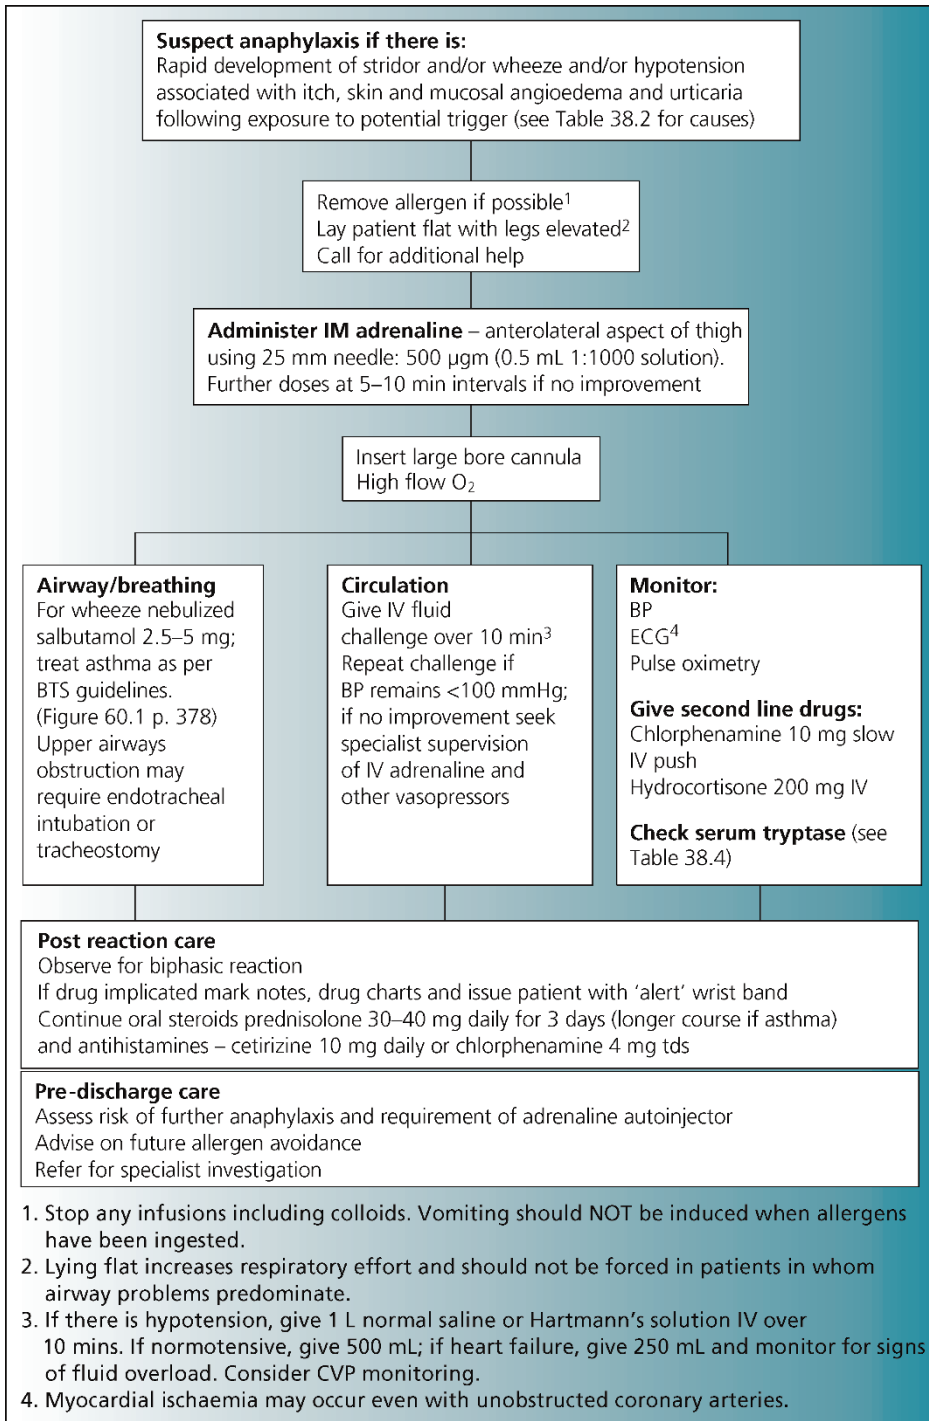 Suspect anaphylaxis if there is:
Rapid development of stridor and/or wheeze and/or hypotension
associated with itch, skin and mucosal angioedema and urticaria
following exposure to potential trigger (see Table 38.2 for causes)
Remove allergen if possible¹
Lay patient flat with legs elevated²
Call for additional help
Administer IM adrenaline – anterolateral aspect of thigh
using 25 mm needle: 500 µgm (0.5 mL 1:1000 solution).
Further doses at 5–10 min intervals if no improvement
Insert large bore cannula
High flow O₂
Airway/breathing
For wheeze nebulized
salbutamol 2.5–5 mg;
treat asthma as per
BTS guidelines.
(Figure 60.1 p. 378)
Upper airways
obstruction may
require endotracheal
intubation or
tracheostomy
Circulation
Give IV fluid
challenge over 10 min³
Repeat challenge if
BP remains <100 mmHg;
if no improvement seek
specialist supervision
of IV adrenaline and
other vasopressors
Monitor:
BP
ECG⁴
Pulse oximetry
Give second line drugs:
Chlorphenamine 10 mg slow
IV push
Hydrocortisone 200 mg IV
Check serum tryptase (see
Table 38.4)
Post reaction care
Observe for biphasic reaction
If drug implicated mark notes, drug charts and issue patient with ‘alert’ wrist band
Continue oral steroids prednisolone 30–40 mg daily for 3 days (longer course if asthma)
and antihistamines – cetirizine 10 mg daily or chlorphenamine 4 mg tds
Pre-discharge care
Assess risk of further anaphylaxis and requirement of adrenaline autoinjector
Advise on future allergen avoidance
Refer for specialist investigation
1. Stop any infusions including colloids. Vomiting should NOT be induced when allergens
have been ingested.
2. Lying flat increases respiratory effort and should not be forced in patients in whom
airway problems predominate.
3. If there is hypotension, give 1 L normal saline or Hartmann’s solution IV over
10 mins. If normotensive, give 500 mL; if heart failure, give 250 mL and monitor for signs
of fluid overload. Consider CVP monitoring.
4. Myocardial ischaemia may occur even with unobstructed coronary arteries.